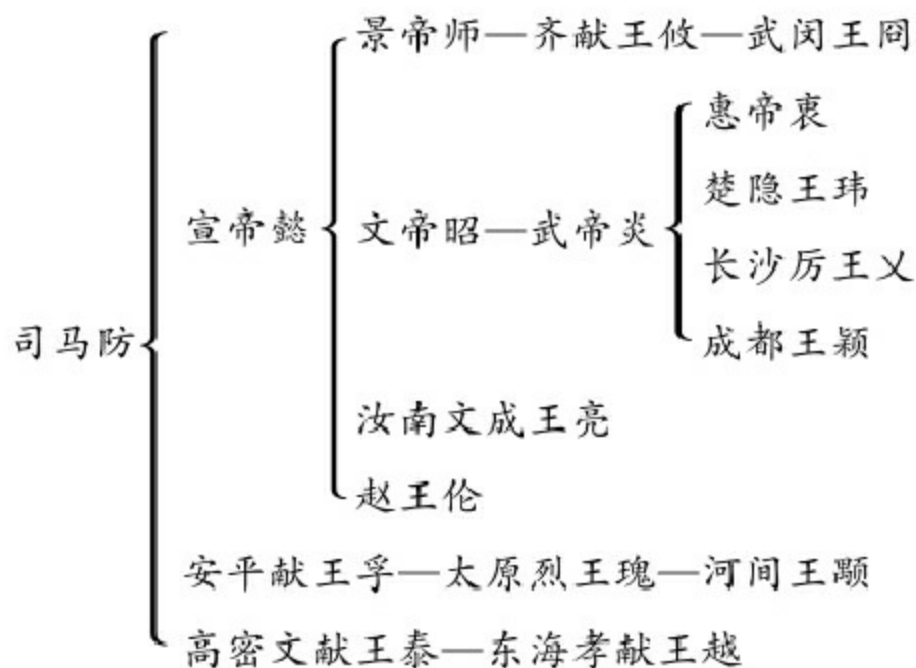 景帝师—齐献王攸—武闵王冏
惠帝衷
楚隐王玮
宣帝懿
文帝昭—武帝炎
长沙厉王乂
司马防
成都王颖
汝南文成王亮
赵王伦
安平献王孚—太原烈王瑰—河间王颙
高密文献王泰—东海孝献王越